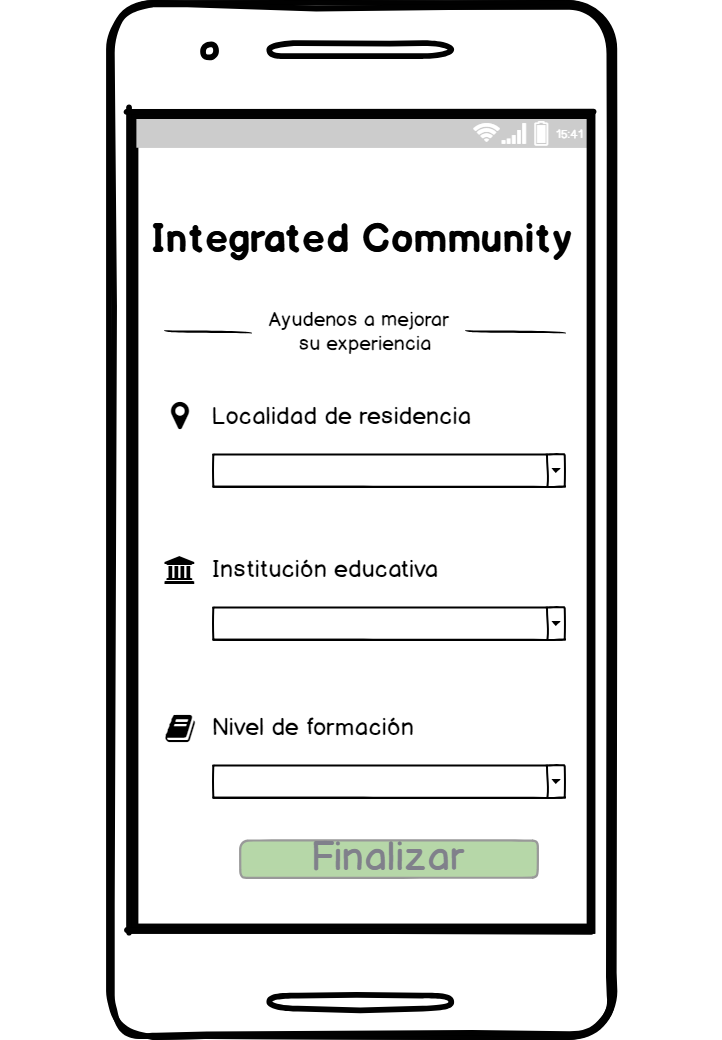 15:41
Integrated Community
Ayudenos a mejorar
su experiencia
Localidad de residencia
Institución educativa
Nivel de formación
Finalizar